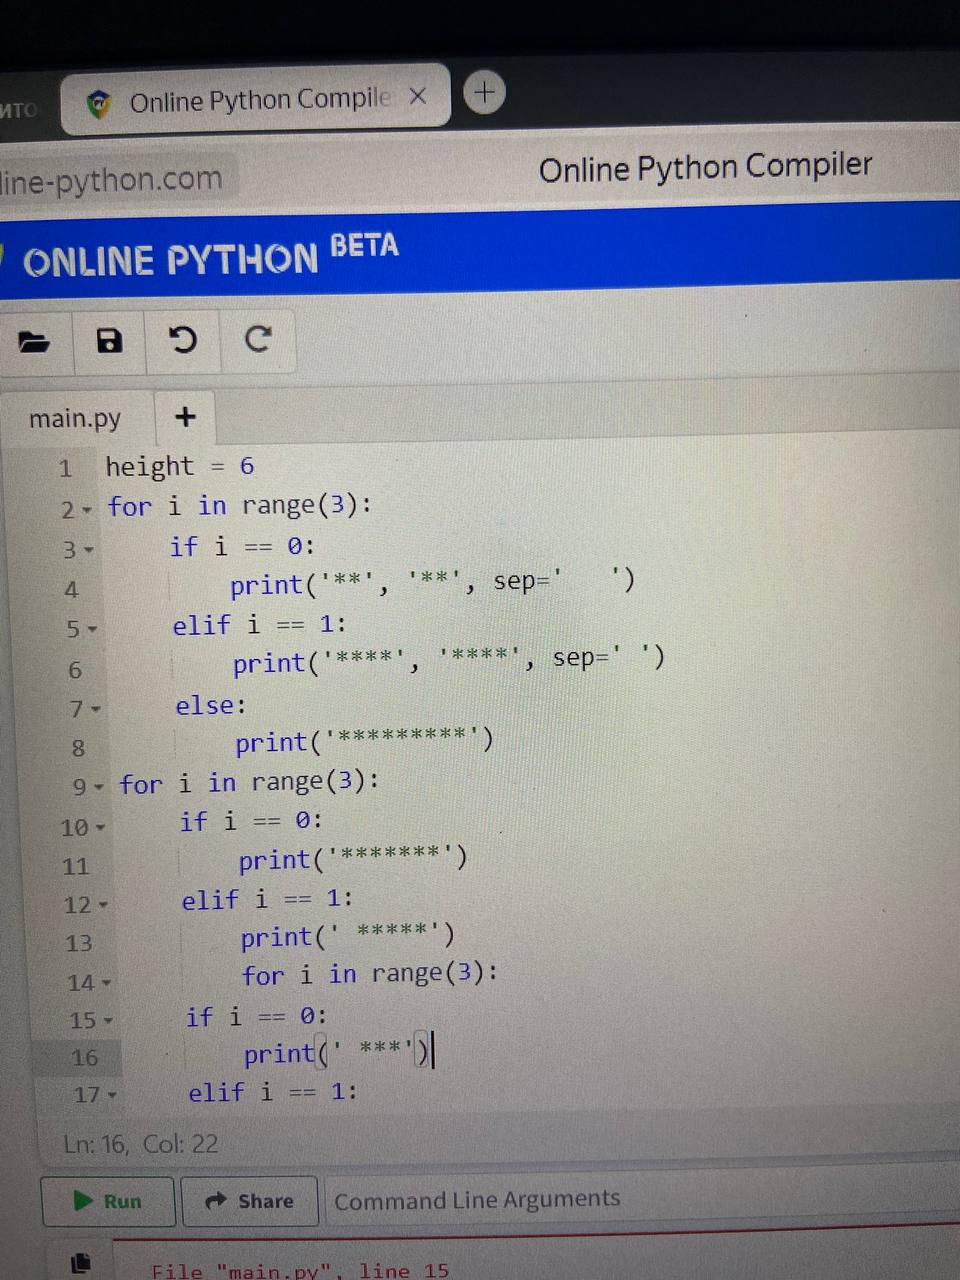 ито
Online Python Compile
line-python.com
Online Python Compiler
ONLINE PYTHON BETA
main.py
1 height = 6
2 for i in range(3):
3     if i == 0:
4         print('**', '**', sep='   ')
5     elif i == 1:
6         print('****', '****', sep=' ')
7     else:
8         print('*********')
9 for i in range(3):
10     if i == 0:
11         print('*******')
12     elif i == 1:
13         print(' *****')
14         for i in range(3):
15     if i == 0:
16         print(' ***')
17     elif i == 1:
Ln: 16, Col: 22
Run Share Command Line Arguments
File "main.py", line 15